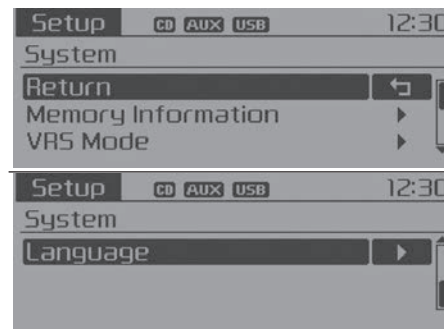 Setup CD AUX USB 12:30
System
Return
Memory Information
VRS Mode
Setup CD AUX USB 12:30
System
Language